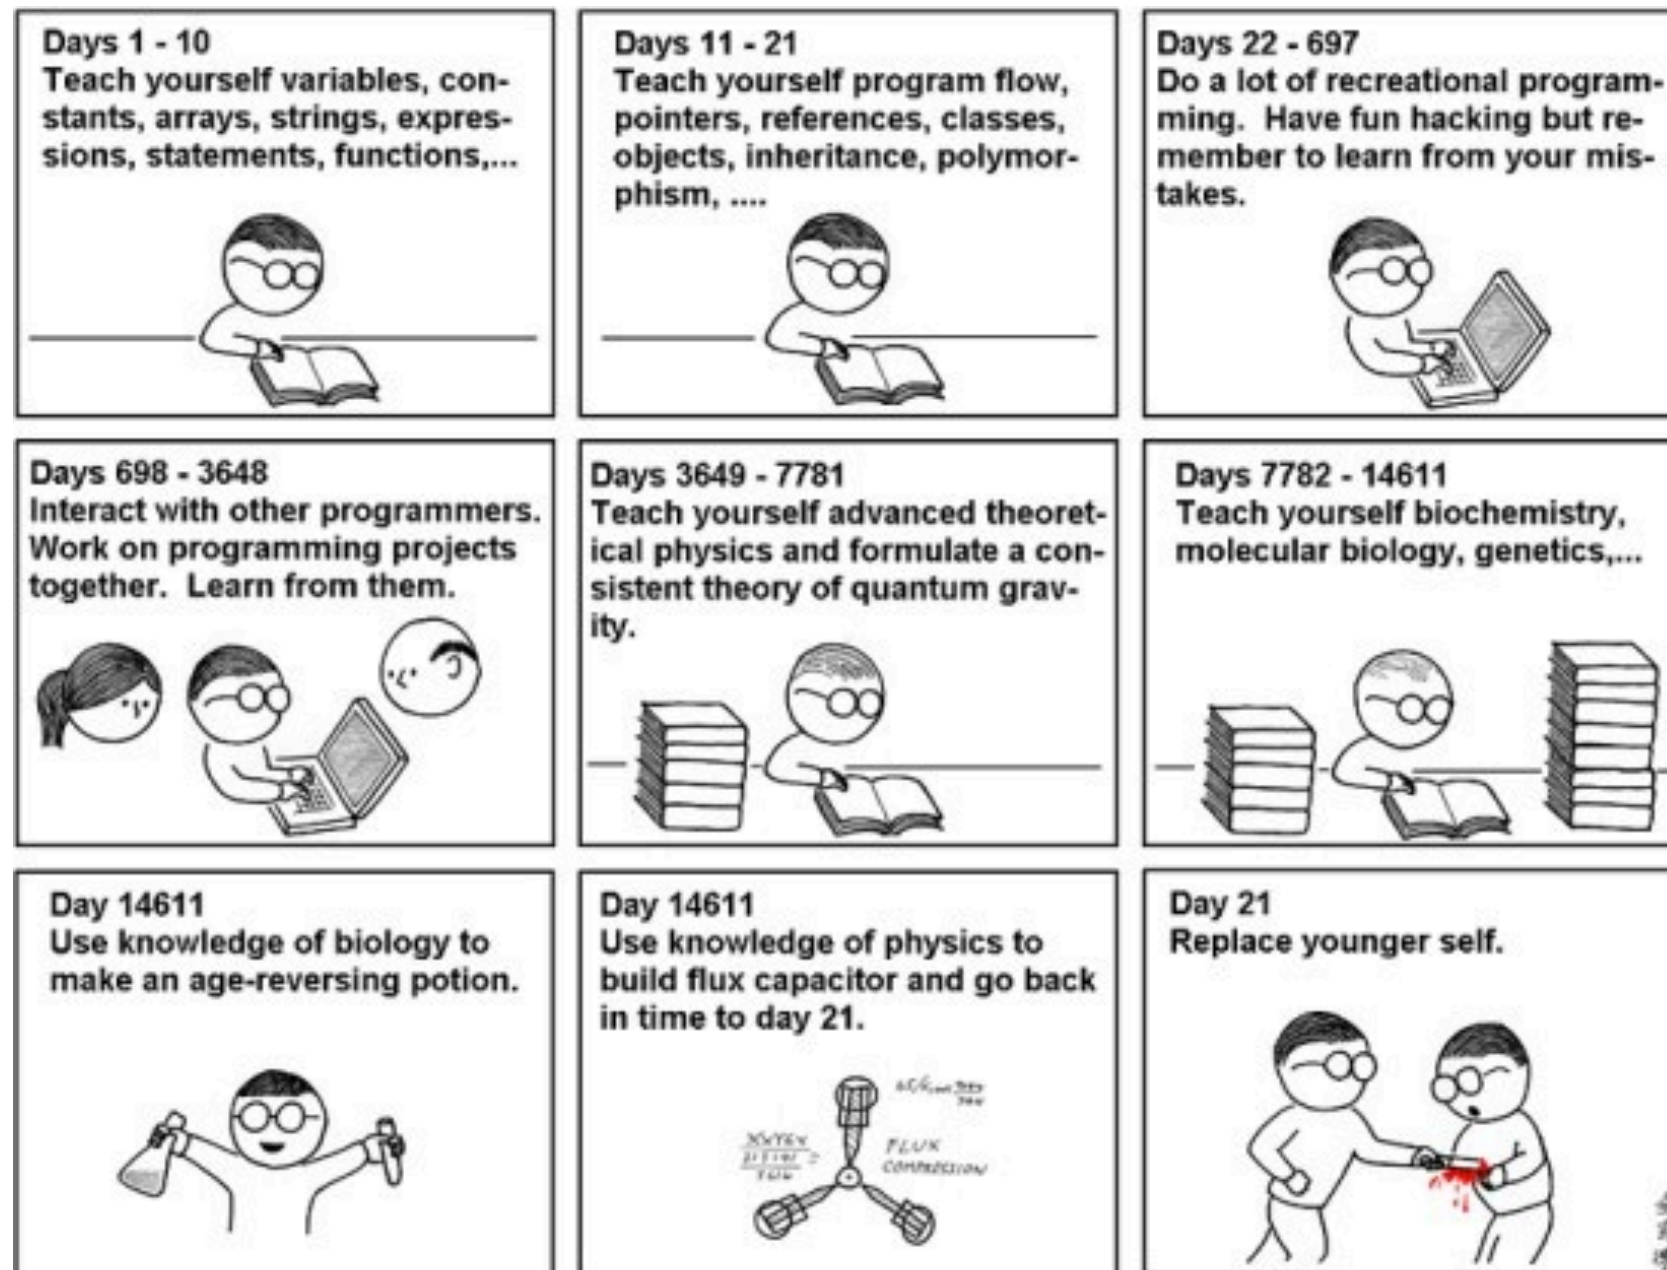 Days 1 - 10
Teach yourself variables, con-
stants, arrays, strings, expres-
sions, statements, functions,...
Days 11 - 21
Teach yourself program flow,
pointers, references, classes,
objects, inheritance, polymor-
phism, ....
Days 22 - 697
Do a lot of recreational program-
ming. Have fun hacking but re-
member to learn from your mis-
takes.
Days 698 - 3648
Interact with other programmers.
Work on programming projects
together. Learn from them.
Days 3649 - 7781
Teach yourself advanced theoret-
ical physics and formulate a con-
sistent theory of quantum grav-
ity.
Days 7782 - 14611
Teach yourself biochemistry,
molecular biology, genetics,...
Day 14611
Use knowledge of biology to
make an age-reversing potion.
Day 14611
Use knowledge of physics to
build flux capacitor and go back
in time to day 21.
FLUX
COMPRESSION
Day 21
Replace younger self.